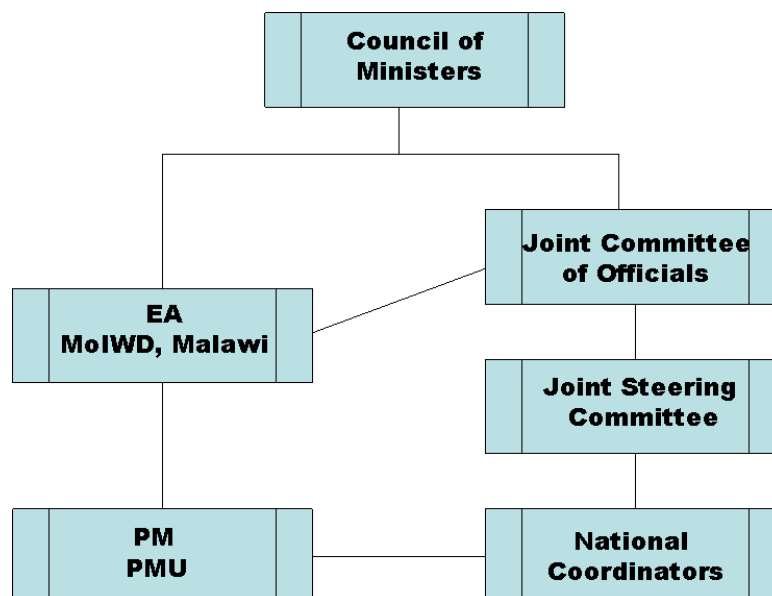 Council of
Ministers
Joint Committee
of Officials
EA
MoIWD, Malawi
Joint Steering
Committee
PM
PMU
National
Coordinators